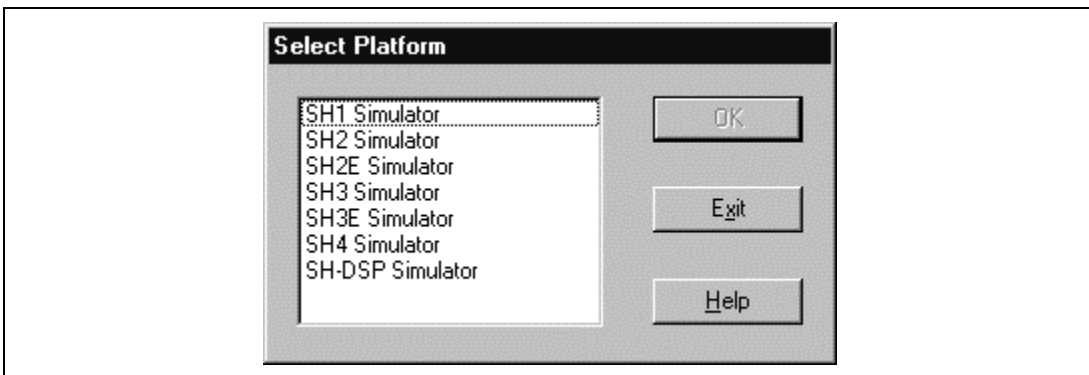 Select Platform
SH1 Simulator
SH2 Simulator
SH2E Simulator
SH3 Simulator
SH3E Simulator
SH4 Simulator
SH-DSP Simulator
OK
Exit
Help